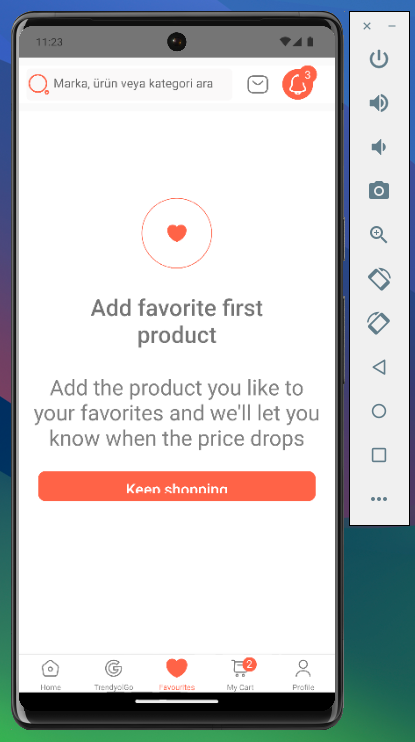 11:23
Marka, ürün veya kategori ara
3
Add favorite first
product
Add the product you like to
your favorites and we'll let you
know when the price drops
Keep shopping
2
Home
TrendyolGo
Favourites
My Cart
Profile